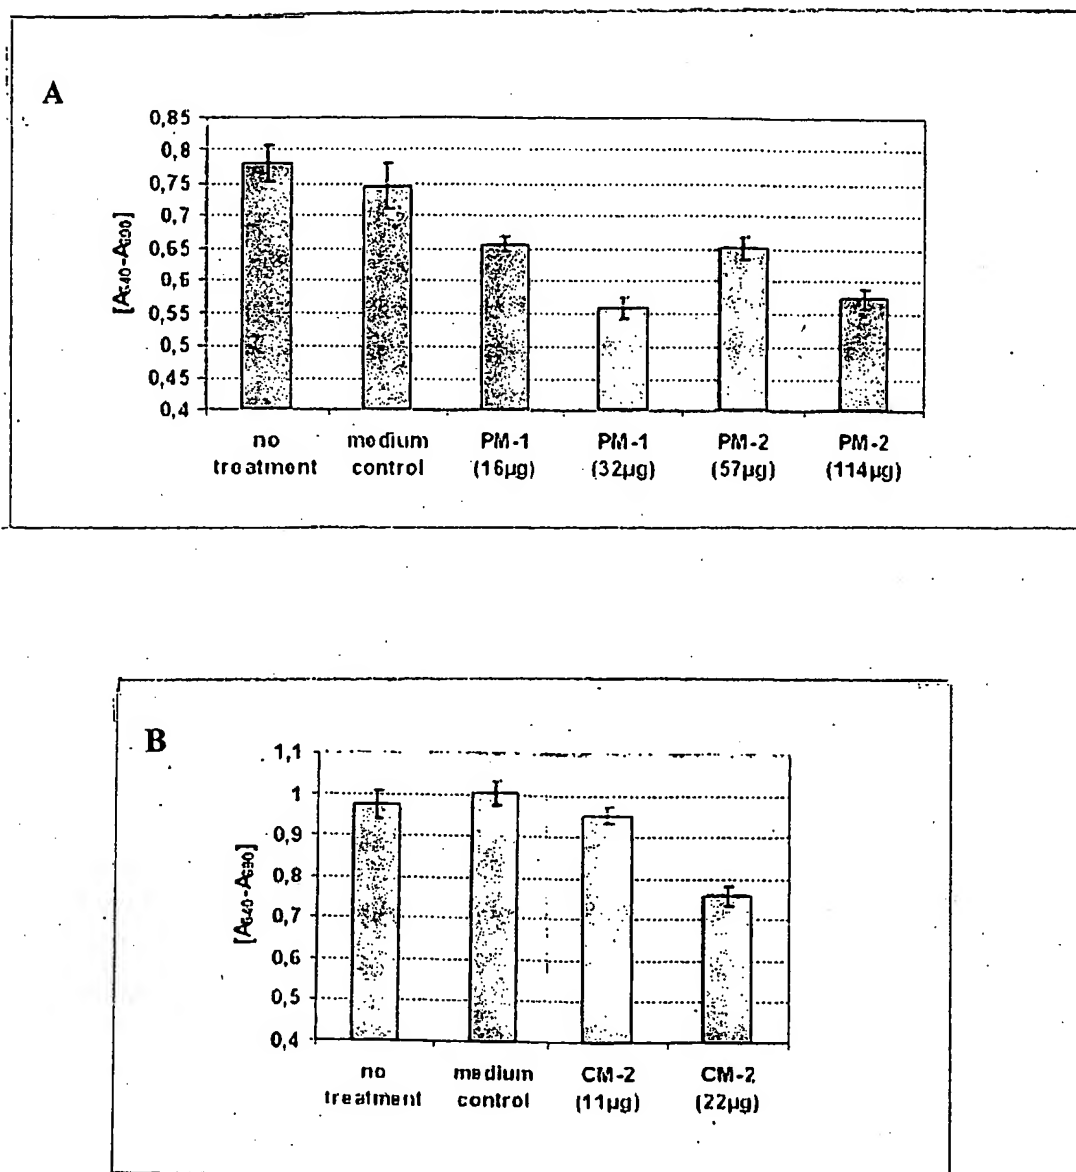 A
0,85
0,8
0,75
0,7
0,65
0,6
0,55
0,5
0,45
0,4
no treatment
medium control
PM-1 (16µg)
PM-1 (32µg)
PM-2 (57µg)
PM-2 (114µg)
B
1,1
1
0,9
0,8
0,7
0,6
0,5
0,4
no treatment
medium control
CM-2 (11µg)
CM-2 (22µg)